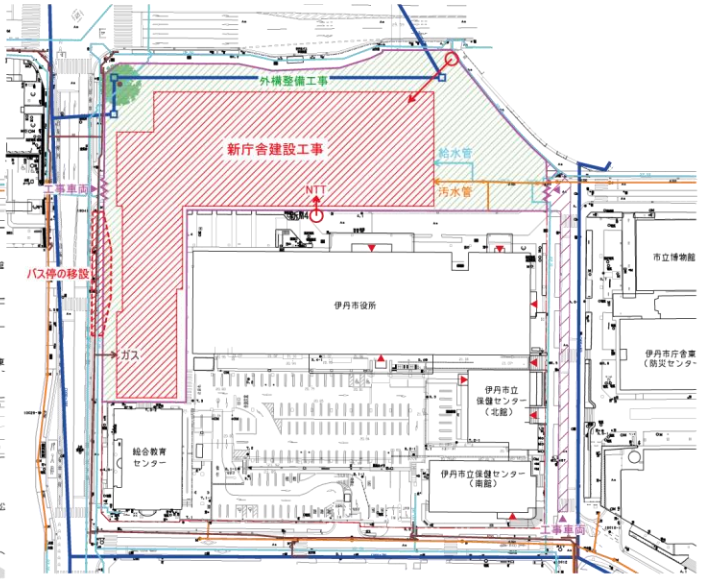 外構整備工事
新庁舎建設工事
給水管
工事車両
NTT
汚水管
市立博物館
バス停の移設
伊丹市役所
ガス
伊丹市庁舎東
(防災センター
伊丹市立
保健センター
(北館)
総合教育
センター
伊丹市立保健センター
(南館)
工事車両